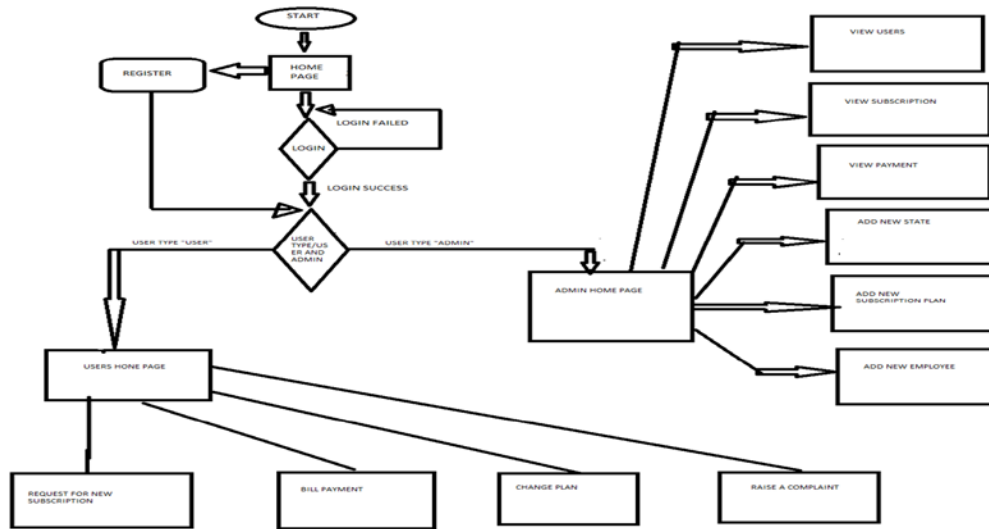 START
HOME
PAGE
REGISTER
LOGIN FAILED
LOGIN
LOGIN SUCCESS
USER
TYPE/US
ER AND
ADMIN
USER TYPE "USER"
USER TYPE "ADMIN"
ADMIN HOME PAGE
VIEW USERS
VIEW SUBSCRIPTION
VIEW PAYMENT
ADD NEW STATE
ADD NEW
SUBSCRIPTION PLAN
ADD NEW EMPLOYEE
USERS HONE PAGE
REQUEST FOR NEW
SUBSCRIPTION
BILL PAYMENT
CHANGE PLAN
RAISE A COMPLAINT